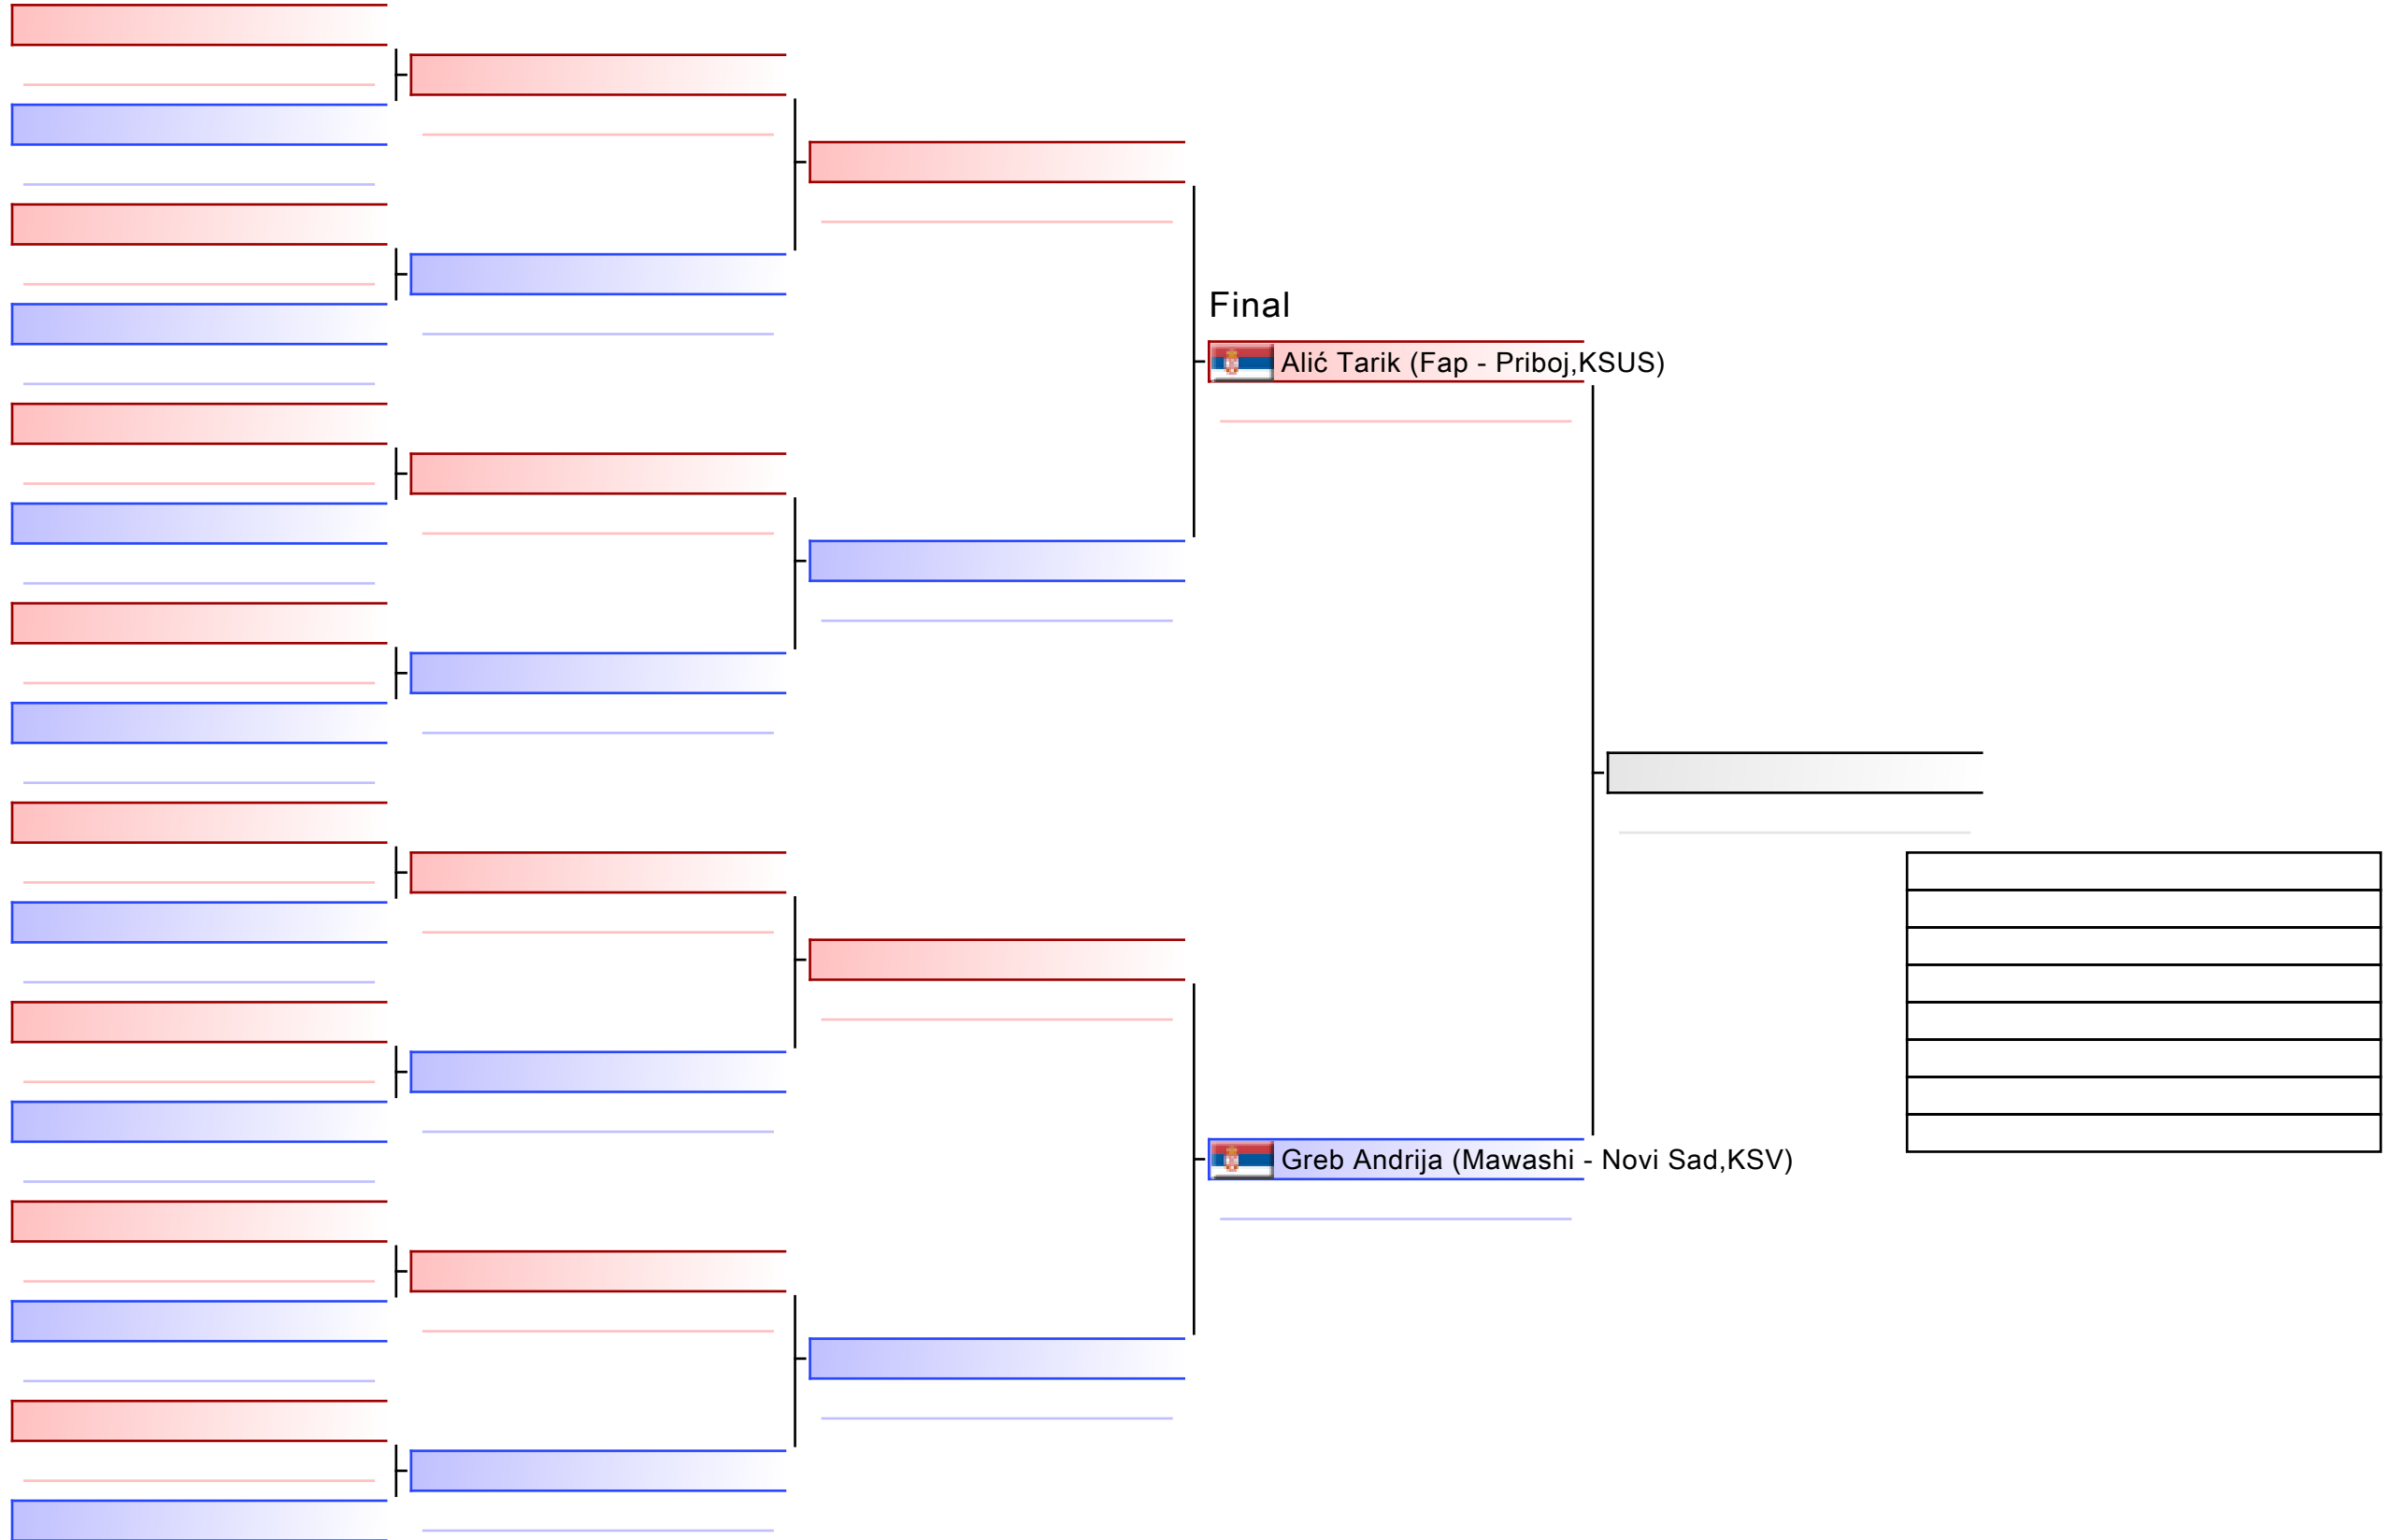 Final
Alić Tarik (Fap - Priboj,KSUS)
Greb Andrija (Mawashi - Novi Sad,KSV)